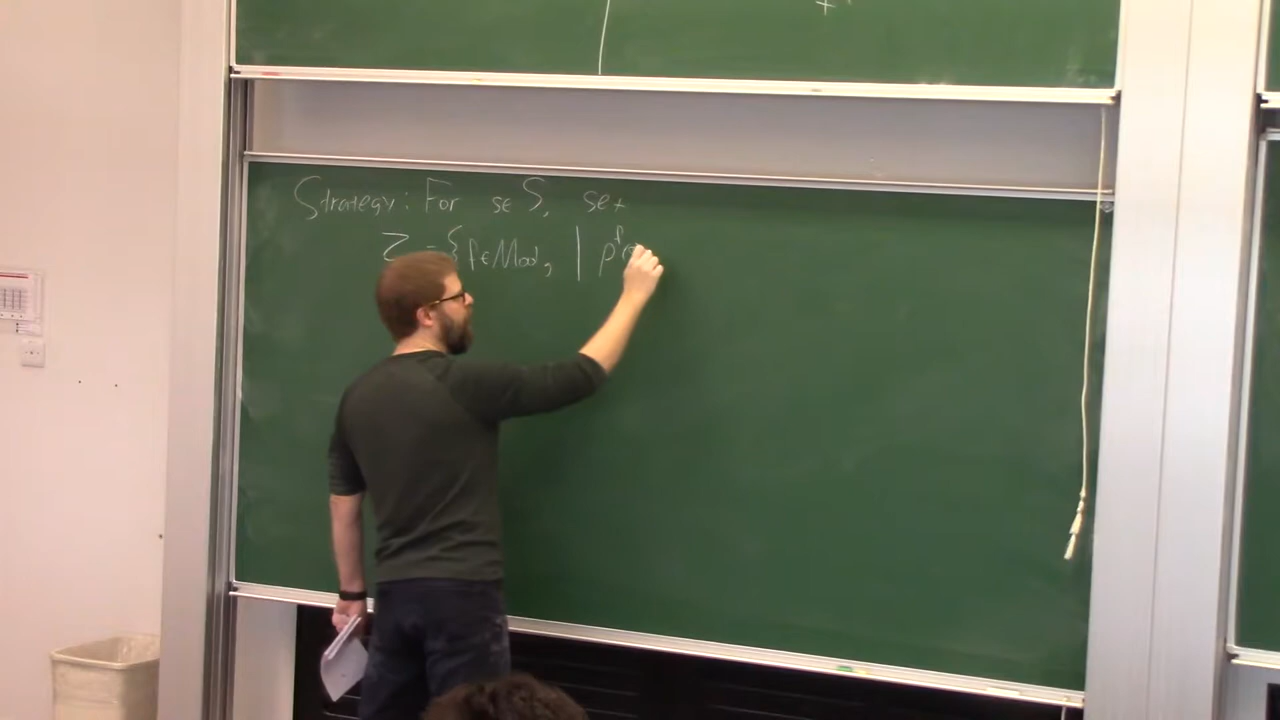 Strategy: For s∈S, set
Z = {f∈Mod, | ρ^f(